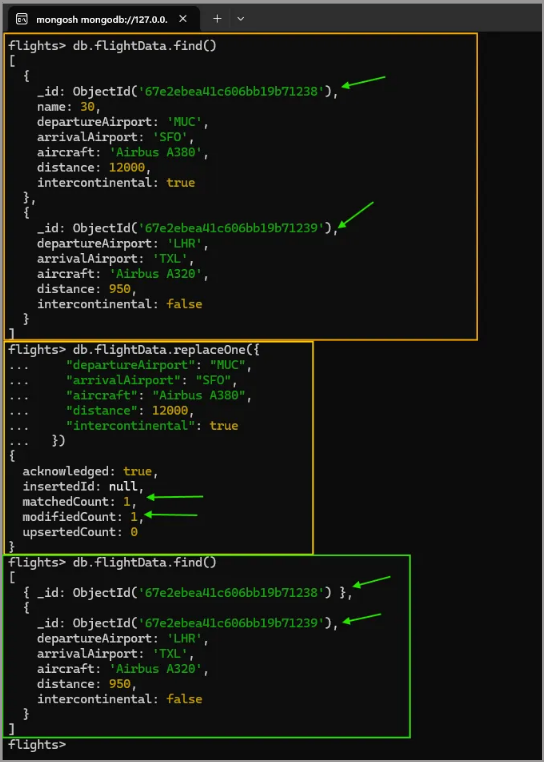 mongosh mongodb://127.0.0.
flights> db.flightData.find()
[
  {
    _id: ObjectId('67e2ebea41c606bb19b71238'),
    name: 30,
    departureAirport: 'MUC',
    arrivalAirport: 'SFO',
    aircraft: 'Airbus A380',
    distance: 12000,
    intercontinental: true
  },
  {
    _id: ObjectId('67e2ebea41c606bb19b71239'),
    departureAirport: 'LHR',
    arrivalAirport: 'TXL',
    aircraft: 'Airbus A320',
    distance: 950,
    intercontinental: false
  }
]
flights> db.flightData.replaceOne({
...     "departureAirport": "MUC",
...     "arrivalAirport": "SFO",
...     "aircraft": "Airbus A380",
...     "distance": 12000,
...     "intercontinental": true
...   })
{
  acknowledged: true,
  insertedId: null,
  matchedCount: 1,
  modifiedCount: 1,
  upsertedCount: 0
}
flights> db.flightData.find()
[
  { _id: ObjectId('67e2ebea41c606bb19b71238') },
  {
    _id: ObjectId('67e2ebea41c606bb19b71239'),
    departureAirport: 'LHR',
    arrivalAirport: 'TXL',
    aircraft: 'Airbus A320',
    distance: 950,
    intercontinental: false
  }
]
flights>